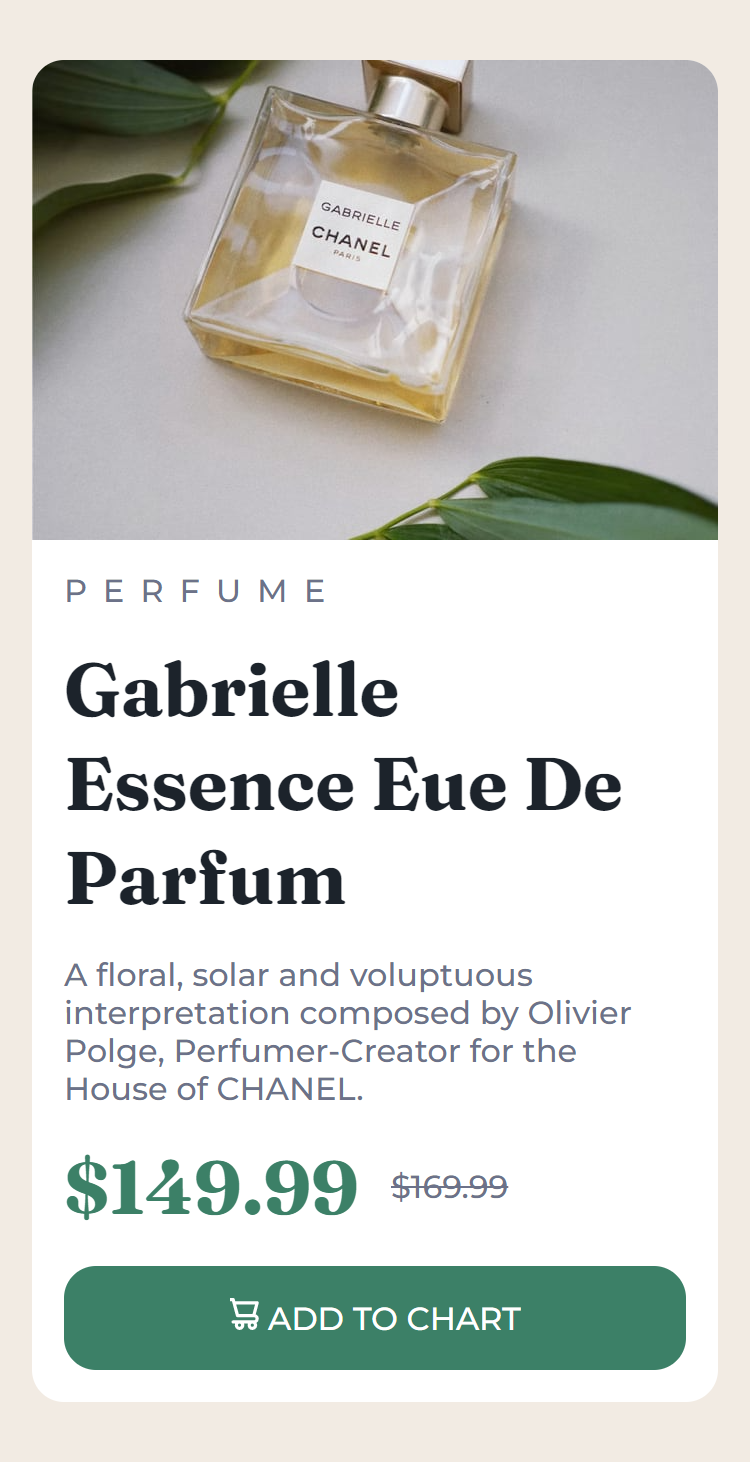 GABRIELLE
CHANEL
PARIS
PERFUME
Gabrielle
Essence Eue De
Parfum
A floral, solar and voluptuous
interpretation composed by Olivier
Polge, Perfumer-Creator for the
House of CHANEL.
$149.99 $169.99
ADD TO CHART